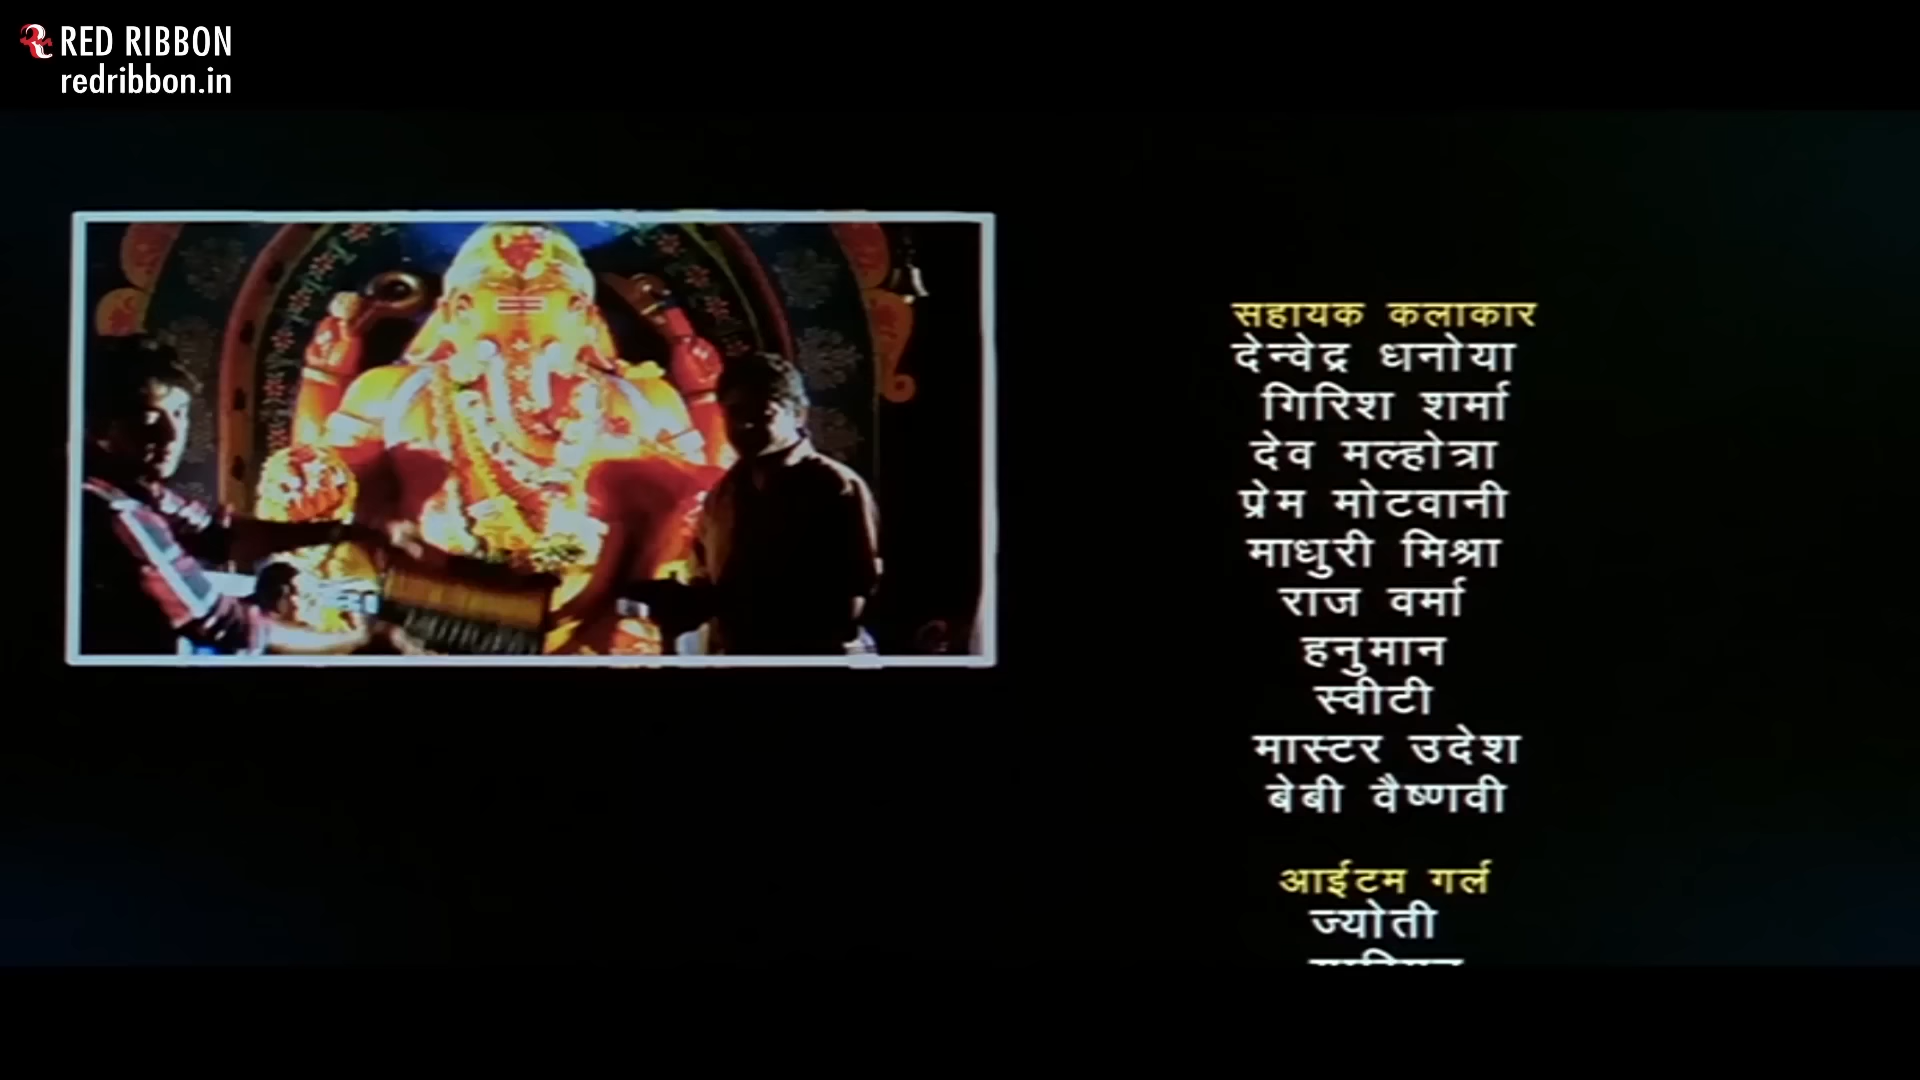 RED RIBBON
redribbon.in
सहायक कलाकार
देन्वेद्र धनोया
गिरिश शर्मा
देव मल्होत्रा
प्रेम मोटवानी
माधुरी मिश्रा
राज वर्मा
हनुमान
स्वीटी
मास्टर उदेश
बेबी वैष्णवी
आईटम गर्ल
ज्योती